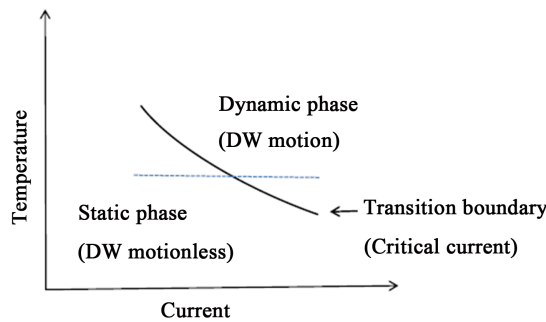 Dynamic phase
(DW motion)
Temperature
Static phase
(DW motionless)
Transition boundary
(Critical current)
Current